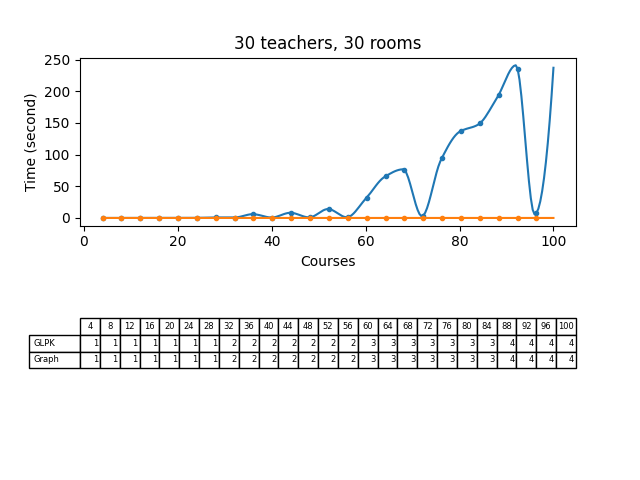 30 teachers, 30 rooms
250
200
150
100
50
0
Time (second)
0 20 40 60 80 100
Courses
4 8 12 16 20 24 28 32 36 40 44 48 52 56 60 64 68 72 76 80 84 88 92 96 100
GLPK 1 1 1 1 1 1 1 2 2 2 2 2 2 2 3 3 3 3 3 3 3 4 4 4 4
Graph 1 1 1 1 1 1 1 2 2 2 2 2 2 2 3 3 3 3 3 3 3 4 4 4 4